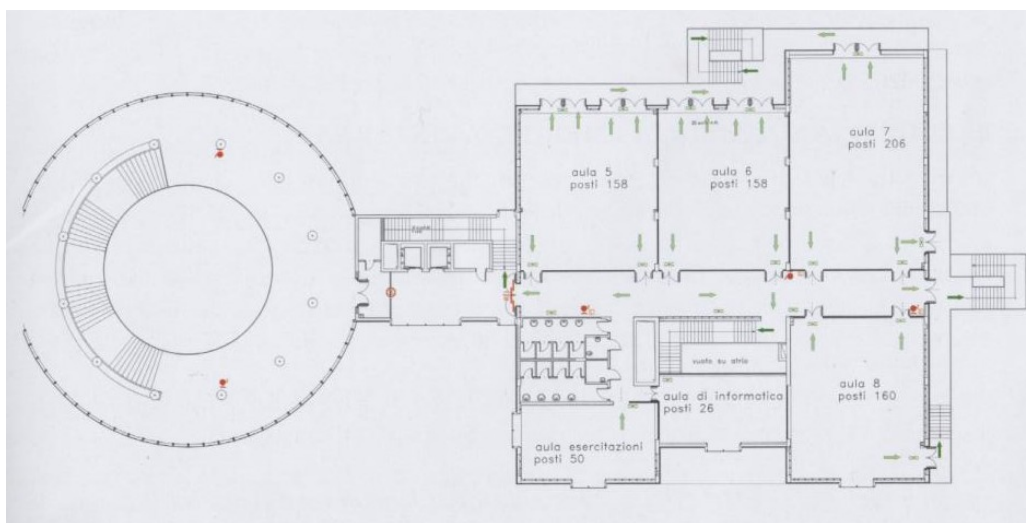 aula 5
posti 158
aula 6
posti 158
aula 7
posti 206
aula 8
posti 160
vuoto su atrio
aula di informatica
posti 26
aula esercitazioni
posti 50